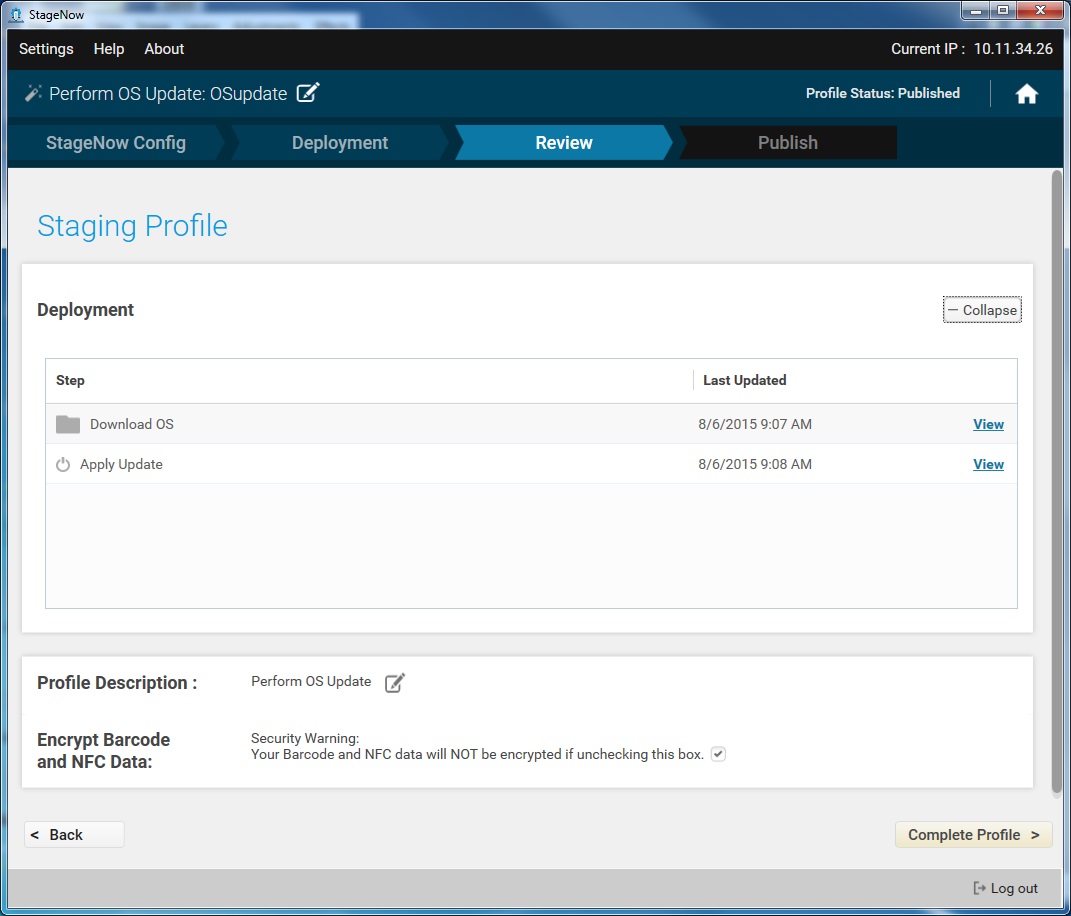 StageNow
Settings Help About Current IP : 10.11.34.26
Perform OS Update: OSupdate Profile Status: Published
StageNow Config Deployment Review Publish
Staging Profile
Deployment — Collapse
Step Last Updated
Download OS 8/6/2015 9:07 AM View
Apply Update 8/6/2015 9:08 AM View
Profile Description : Perform OS Update
Encrypt Barcode
and NFC Data:
Security Warning:
Your Barcode and NFC data will NOT be encrypted if unchecking this box.
< Back Complete Profile >
Log out